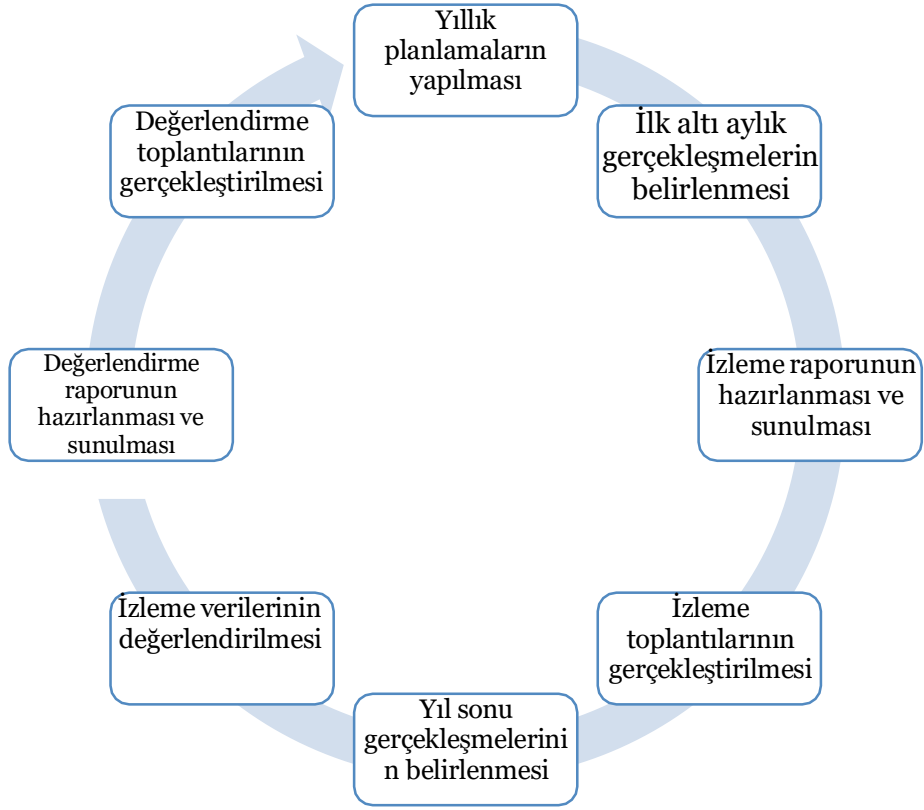 Yıllık
planlamaların
yapılması
İlk altı aylık
gerçekleşmelerin
belirlenmesi
İzleme raporunun
hazırlanması ve
sunulması
İzleme
toplantılarının
gerçekleştirilmesi
Yıl sonu
gerçekleşmelerini
n belirlenmesi
İzleme verilerinin
değerlendirilmesi
Değerlendirme
raporunun
hazırlanması ve
sunulması
Değerlendirme
toplantılarının
gerçekleştirilmesi